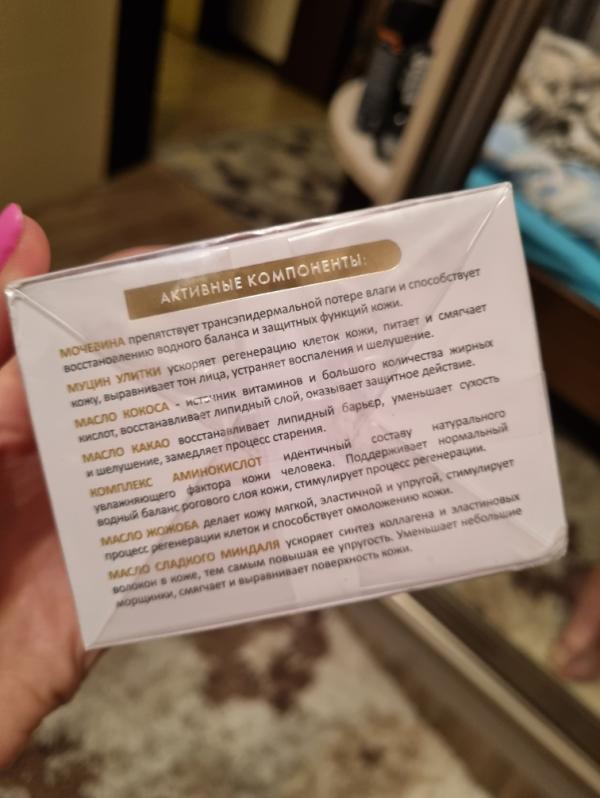 АКТИВНЫЕ КОМПОНЕНТЫ:
МОЧЕВИНА препятствует трансэпидермальной потере влаги и способствует
восстановлению водного баланса и защитных функций кожи.
МУЦИН УЛИТКИ ускоряет регенерацию клеток кожи, питает и смягчает
кожу, выравнивает тон лица, устраняет воспаления и шелушение.
МАСЛО КОКОСА - источник витаминов и большого количества жирных
кислот, восстанавливает липидный слой, оказывает защитное действие.
МАСЛО КАКАО восстанавливает липидный барьер, уменьшает сухость
и шелушение, замедляет процесс старения.
КОМПЛЕКС АМИНОКИСЛОТ идентичный составу натурального
увлажняющего фактора кожи человека. Поддерживает нормальный
водный баланс рогового слоя кожи, стимулирует процесс регенерации.
МАСЛО ЖОЖОБА делает кожу мягкой, эластичной и упругой, стимулирует
процесс регенерации клеток и способствует омоложению кожи.
МАСЛО СЛАДКОГО МИНДАЛЯ ускоряет синтез коллагена и эластиновых
волокон в коже, тем самым повышая ее упругость. Уменьшает небольшие
морщинки, смягчает и выравнивает поверхность кожи.